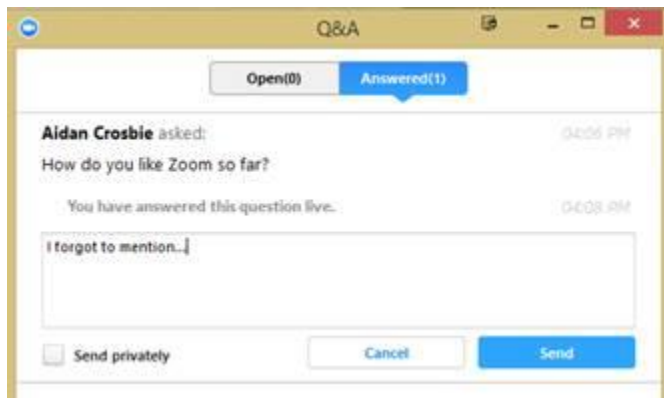 Q&A
Open(0) Answered(1)
Aidan Crosbie asked: 04:06 PM
How do you like Zoom so far?
You have answered this question live. 04:08 PM
I forgot to mention...
Send privately Cancel Send